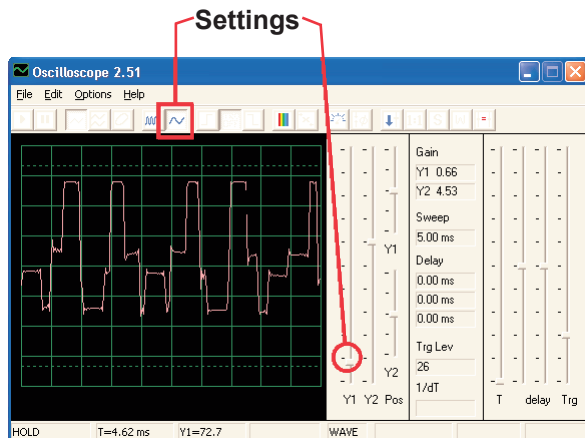 Settings
Oscilloscope 2.51
File Edit Options Help
Gain
Y1 0.66
Y2 4.53
Sweep
5.00 ms
Delay
0.00 ms
0.00 ms
0.00 ms
Trg Lev
26
1/dT
Y1
Y2
Y1 Y2 Pos
T delay Trg
HOLD T=4.62 ms Y1=72.7 WAVE